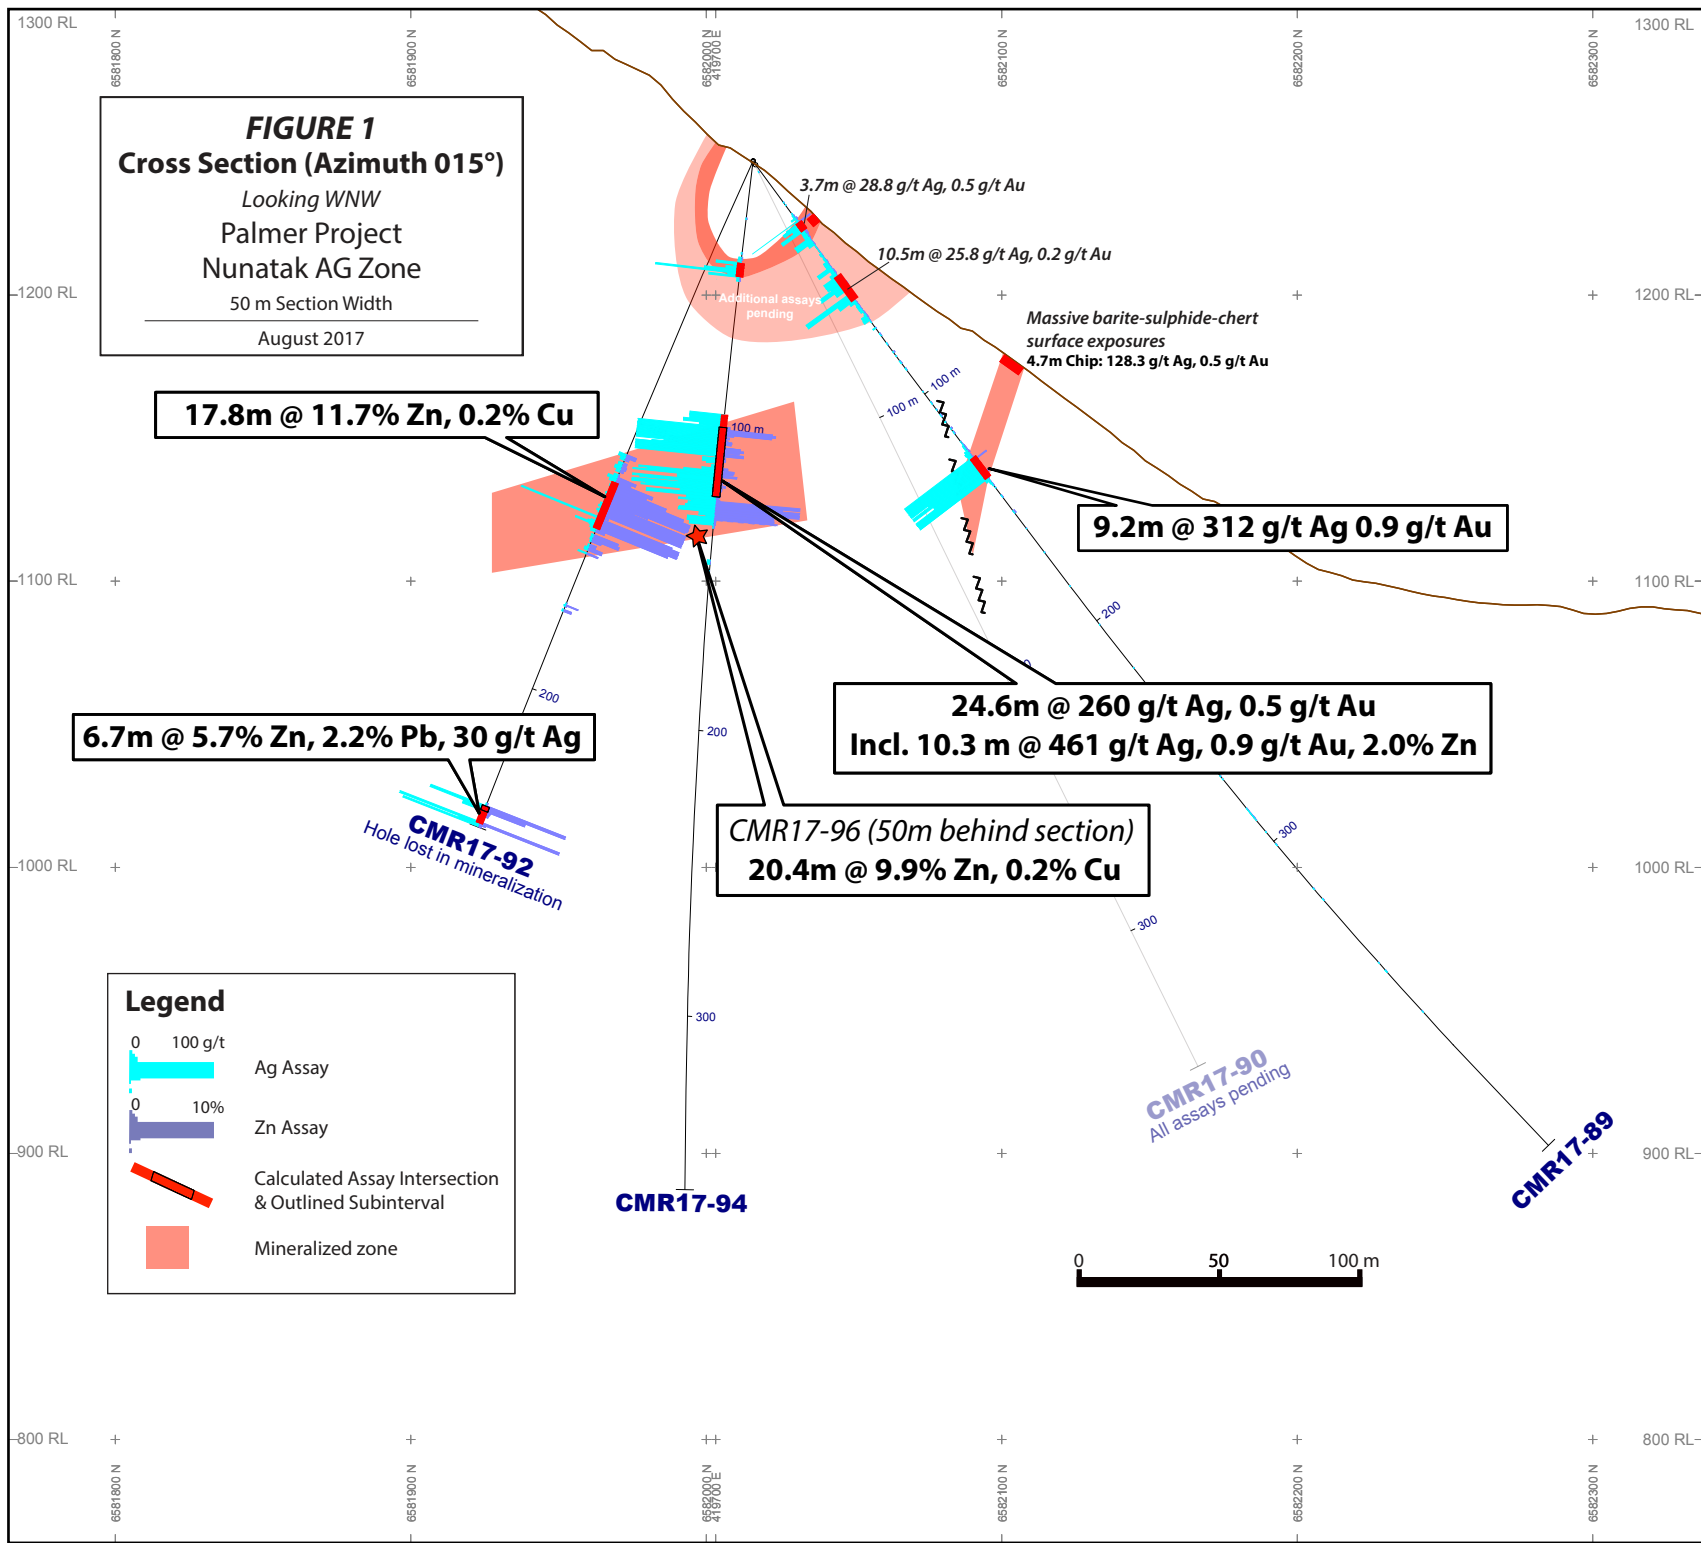 1300 RL
1300 RL
6581800 N
6581900 N
6582000 N
419700 E
6582100 N
6582200 N
6582300 N
FIGURE 1
Cross Section (Azimuth 015°)
Looking WNW
Palmer Project
Nunatak AG Zone
50 m Section Width
August 2017
3.7m @ 28.8 g/t Ag, 0.5 g/t Au
10.5m @ 25.8 g/t Ag, 0.2 g/t Au
Additional assays
pending
1200 RL
1200 RL
Massive barite-sulphide-chert
surface exposures
4.7m Chip: 128.3 g/t Ag, 0.5 g/t Au
100 m
100 m
100 m
17.8m @ 11.7% Zn, 0.2% Cu
9.2m @ 312 g/t Ag 0.9 g/t Au
1100 RL
1100 RL
200
200
200
24.6m @ 260 g/t Ag, 0.5 g/t Au
Incl. 10.3 m @ 461 g/t Ag, 0.9 g/t Au, 2.0% Zn
6.7m @ 5.7% Zn, 2.2% Pb, 30 g/t Ag
CMR17-92
Hole lost in mineralization
CMR17-96 (50m behind section)
20.4m @ 9.9% Zn, 0.2% Cu
300
1000 RL
1000 RL
300
300
Legend
0 100 g/t
Ag Assay
0 10%
Zn Assay
Calculated Assay Intersection
& Outlined Subinterval
Mineralized zone
CMR17-90
All assays pending
CMR17-89
900 RL
900 RL
CMR17-94
0 50 100 m
800 RL
800 RL
6581800 N
6581900 N
6582000 N
419700 E
6582100 N
6582200 N
6582300 N